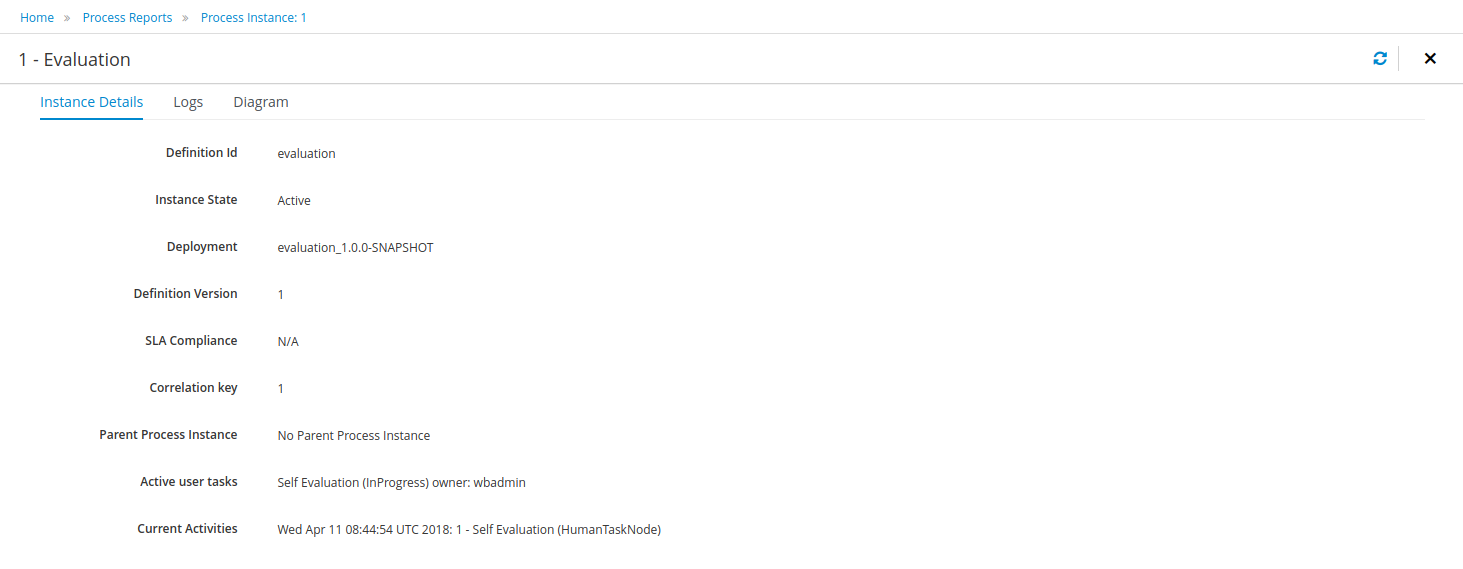 Home » Process Reports » Process Instance: 1
1 - Evaluation
Instance Details Logs Diagram
Definition Id evaluation
Instance State Active
Deployment evaluation_1.0.0-SNAPSHOT
Definition Version 1
SLA Compliance N/A
Correlation key 1
Parent Process Instance No Parent Process Instance
Active user tasks Self Evaluation (InProgress) owner: wbadmin
Current Activities Wed Apr 11 08:44:54 UTC 2018: 1 - Self Evaluation (HumanTaskNode)